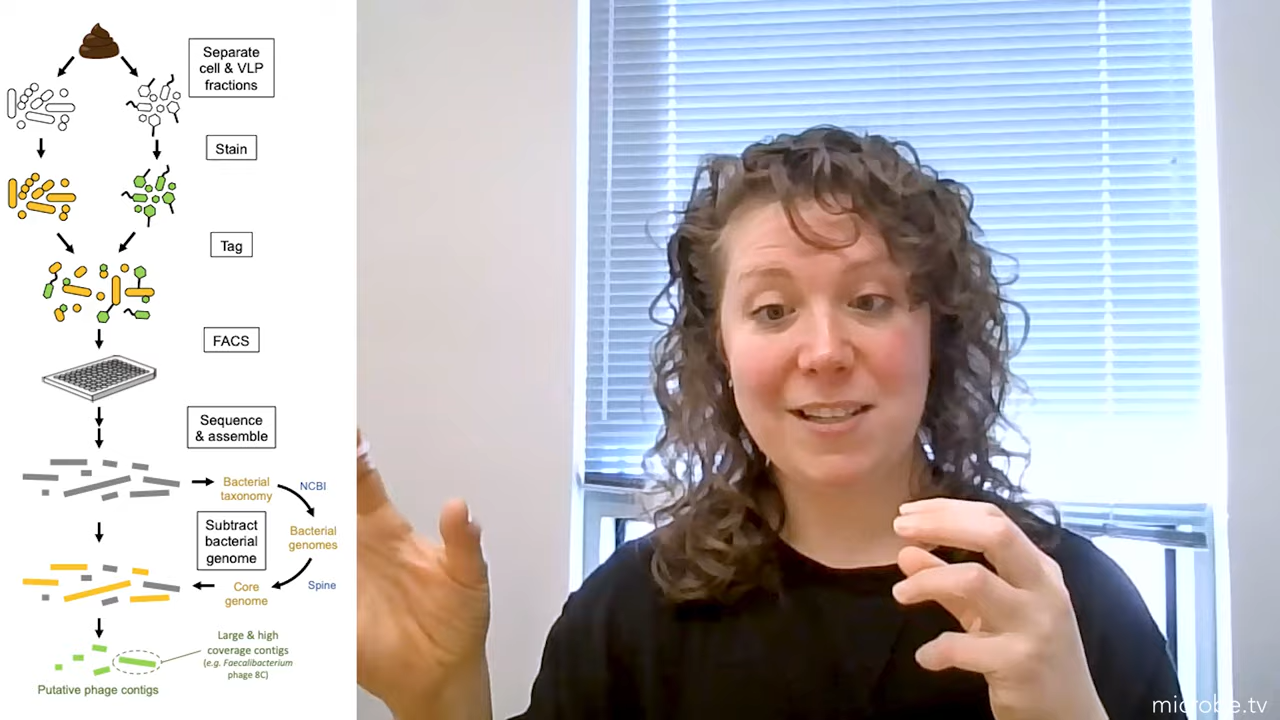 Separate
cell & VLP
fractions
Stain
Tag
FACS
Sequence
& assemble
Bacterial
taxonomy
NCBI
Subtract
bacterial
genome
Bacterial
genomes
Core
genome
Spine
Large & high
coverage contigs
(e.g. Faecalibacterium
phage 8C)
Putative phage contigs
microbe.tv